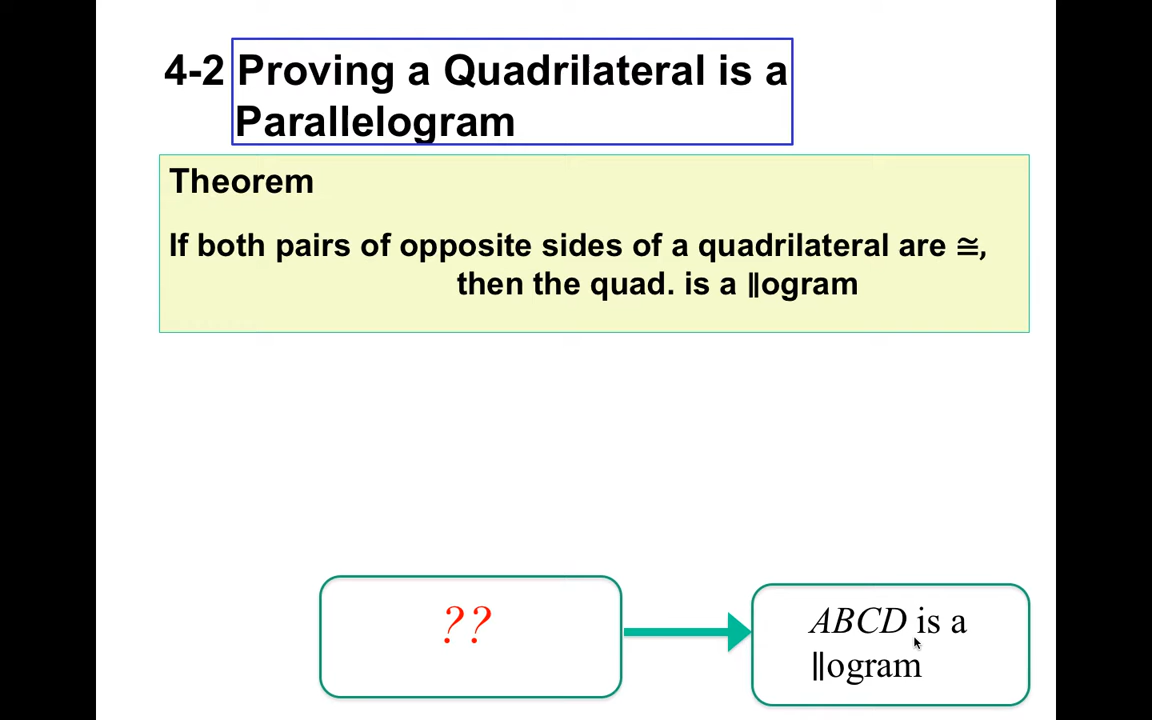 4-2 Proving a Quadrilateral is a
Parallelogram
Theorem
If both pairs of opposite sides of a quadrilateral are ≅,
then the quad. is a ∥ogram
??
ABCD is a
∥ogram